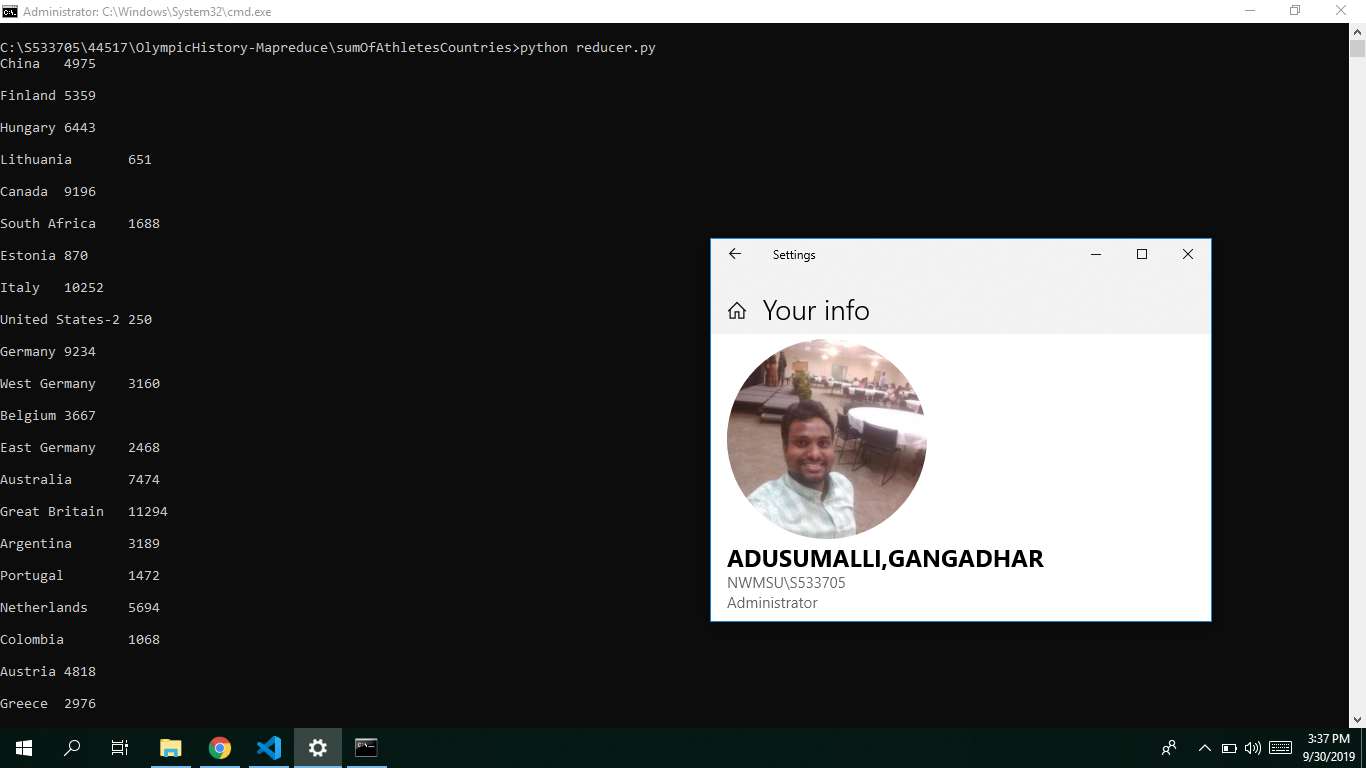 Administrator: C:\Windows\System32\cmd.exe
C:\S533705\44517\OlympicHistory-Mapreduce\sumOfAthletesCountries>python reducer.py
China   4975
Finland 5359
Hungary 6443
Lithuania       651
Canada  9196
South Africa    1688
Estonia 870
Italy   10252
United States-2 250
Germany 9234
West Germany    3160
Belgium 3667
East Germany    2468
Australia       7474
Great Britain   11294
Argentina       3189
Portugal        1472
Netherlands     5694
Colombia        1068
Austria 4818
Greece  2976
Settings
Your info
ADUSUMALLI,GANGADHAR
NWMSU\S533705
Administrator
3:37 PM
9/30/2019